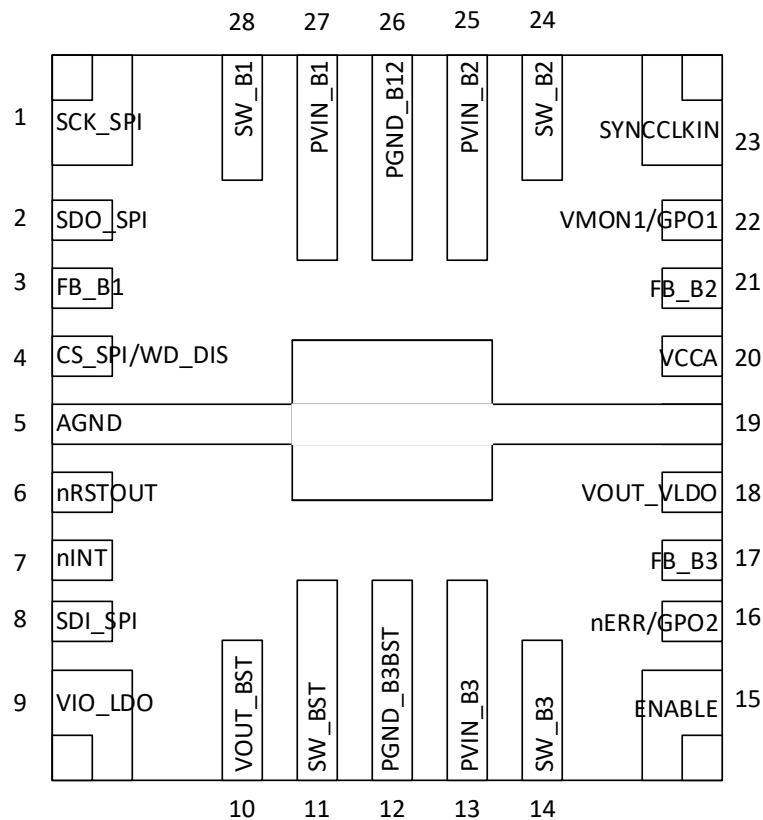 28 27 26 25 24
SW_B1
PVIN_B1
PGND_B12
PVIN_B2
SW_B2
1 SCK_SPI
SYNCCLKIN 23
2 SDO_SPI
VMON1/GPO1 22
3 FB_B1
FB_B2 21
4 CS_SPI/WD_DIS
VCCA 20
5 AGND
19
6 nRSTOUT
VOUT_VLDO 18
7 nINT
FB_B3 17
8 SDI_SPI
nERR/GPO2 16
9 VIO_LDO
ENABLE 15
VOUT_BST
SW_BST
PGND_B3BST
PVIN_B3
SW_B3
10 11 12 13 14